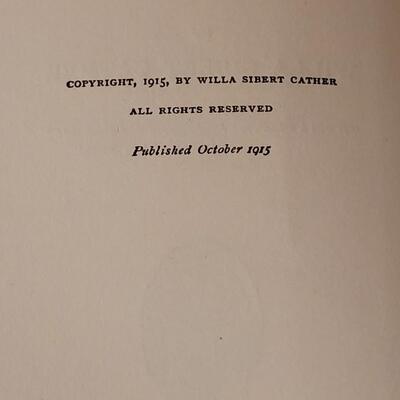 COPYRIGHT, 1915, BY WILLA SIBERT CATHER
ALL RIGHTS RESERVED
Published October 1915